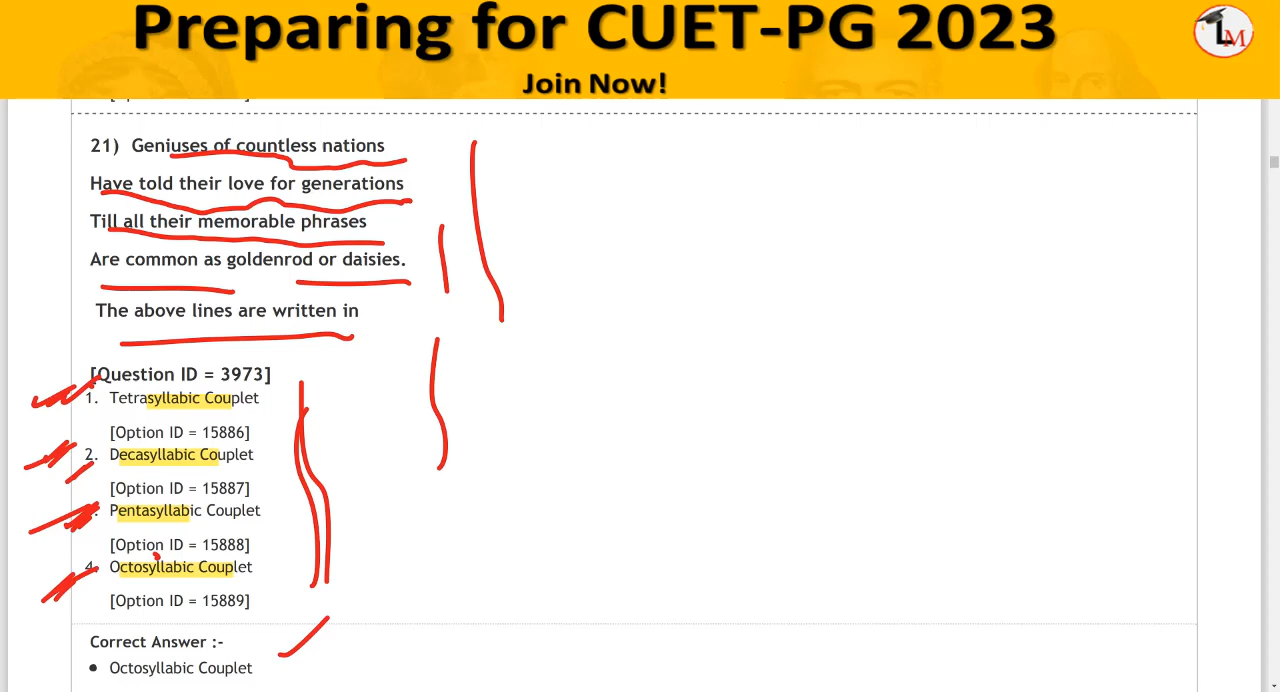 Preparing for CUET-PG 2023
Join Now!
LM
21) Geniuses of countless nations
Have told their love for generations
Till all their memorable phrases
Are common as goldenrod or daisies.
The above lines are written in
[Question ID = 3973]
1. Tetrasyllabic Couplet
[Option ID = 15886]
2. Decasyllabic Couplet
[Option ID = 15887]
Pentasyllabic Couplet
[Option ID = 15888]
4. Octosyllabic Couplet
[Option ID = 15889]
Correct Answer :-
• Octosyllabic Couplet